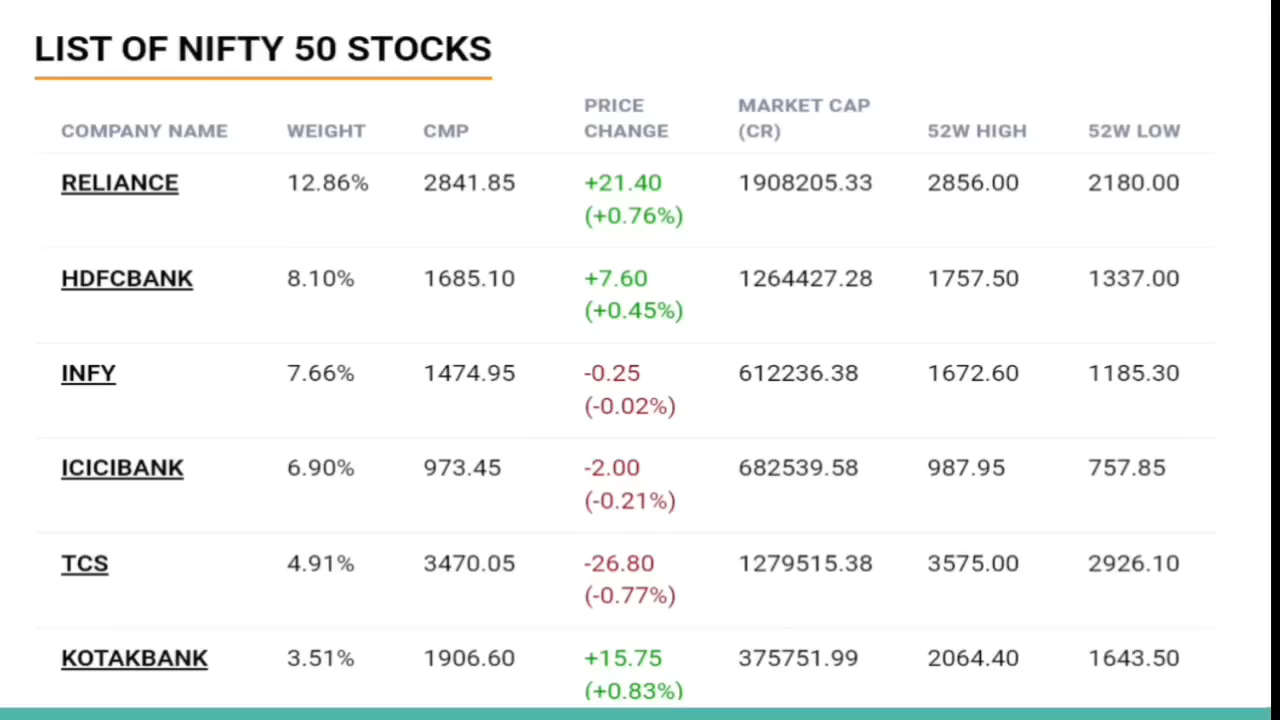 LIST OF NIFTY 50 STOCKS
COMPANY NAME WEIGHT CMP PRICE CHANGE MARKET CAP (CR) 52W HIGH 52W LOW
RELIANCE 12.86% 2841.85 +21.40 1908205.33 2856.00 2180.00
(+0.76%)
HDFCBANK 8.10% 1685.10 +7.60 1264427.28 1757.50 1337.00
(+0.45%)
INFY 7.66% 1474.95 -0.25 612236.38 1672.60 1185.30
(-0.02%)
ICICIBANK 6.90% 973.45 -2.00 682539.58 987.95 757.85
(-0.21%)
TCS 4.91% 3470.05 -26.80 1279515.38 3575.00 2926.10
(-0.77%)
KOTAKBANK 3.51% 1906.60 +15.75 375751.99 2064.40 1643.50
(+0.83%)